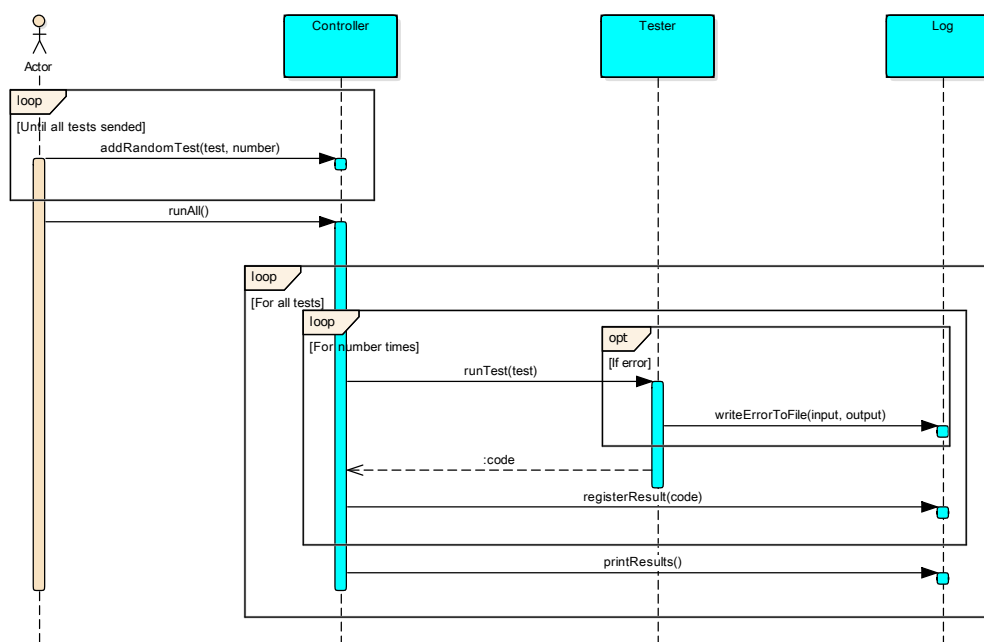 Controller
Tester
Log
Actor
loop
[Until all tests sended]
addRandomTest(test, number)
runAll()
loop
[For all tests]
loop
[For number times]
opt
[If error]
runTest(test)
writeErrorToFile(input, output)
:code
registerResult(code)
printResults()